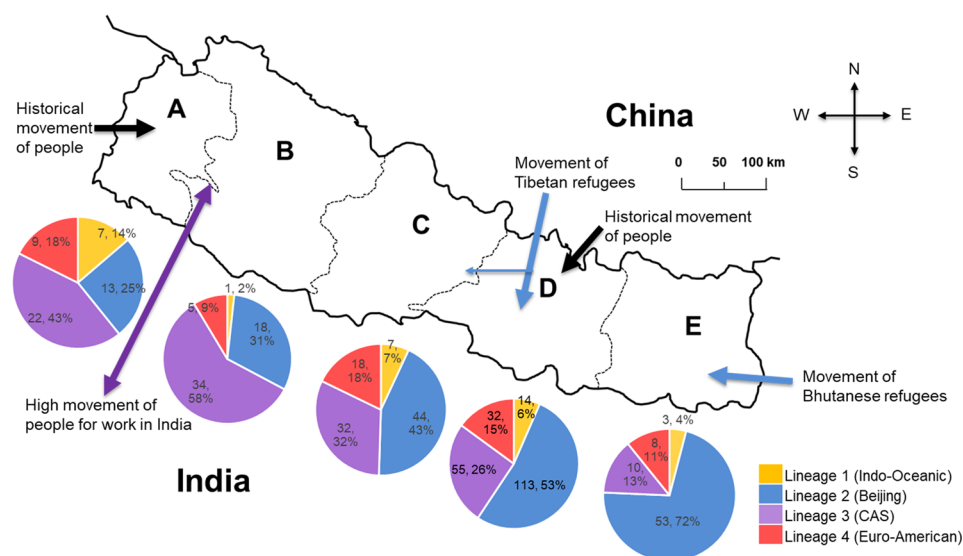 N
W E
S
China
0 50 100 km
A
Historical
movement
of people
B
Movement of
Tibetan refugees
Historical movement
of people
C
D
E
Movement of
Bhutanese refugees
High movement of
people for work in India
India
9, 18%
7, 14%
13, 25%
22, 43%
1, 2%
5, 9%
18,
31%
34,
58%
7,
7%
18,
18%
44,
43%
32,
32%
14,
6%
32,
15%
55, 26%
113, 53%
3, 4%
8,
11%
10,
13%
53, 72%
Lineage 1 (Indo-Oceanic)
Lineage 2 (Beijing)
Lineage 3 (CAS)
Lineage 4 (Euro-American)